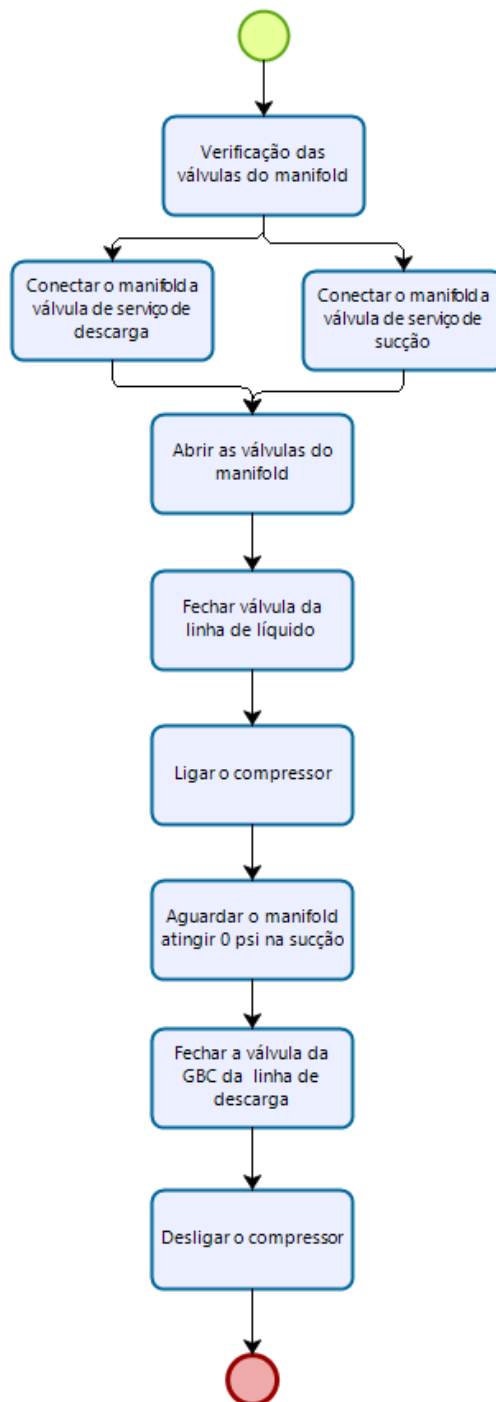 Verificação das
válvulas do manifold
Conectar o manifold a
válvula de serviço de
descarga
Conectar o manifold a
válvula de serviço de
sucção
Abrir as válvulas do
manifold
Fechar válvula da
linha de líquido
Ligar o compressor
Aguardar o manifold
atingir 0 psi na sucção
Fechar a válvula da
GBC da linha de
descarga
Desligar o compressor